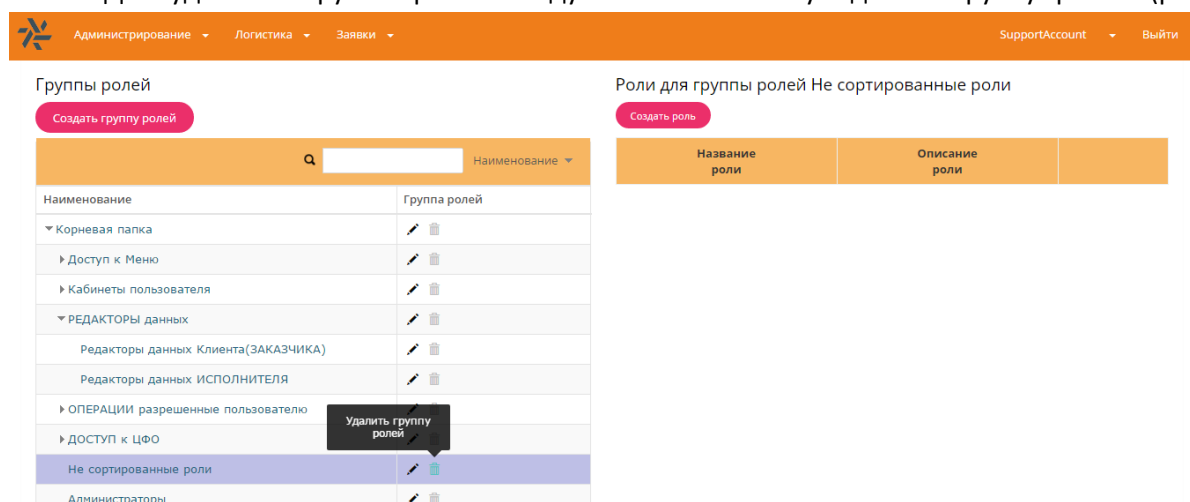 Администрирование Логистика Заявки SupportAccount Выйти
Группы ролей
Создать группу ролей
Наименование
Наименование Группа ролей
Корневая папка
Доступ к Меню
Кабинеты пользователя
РЕДАКТОРЫ данных
Редакторы данных Клиента(ЗАКАЗЧИКА)
Редакторы данных ИСПОЛНИТЕЛЯ
ОПЕРАЦИИ разрешенные пользователю
Удалить группу
ролей
ДОСТУП к ЦФО
Не сортированные роли
Администраторы
Роли для группы ролей Не сортированные роли
Создать роль
Название
роли
Описание
роли